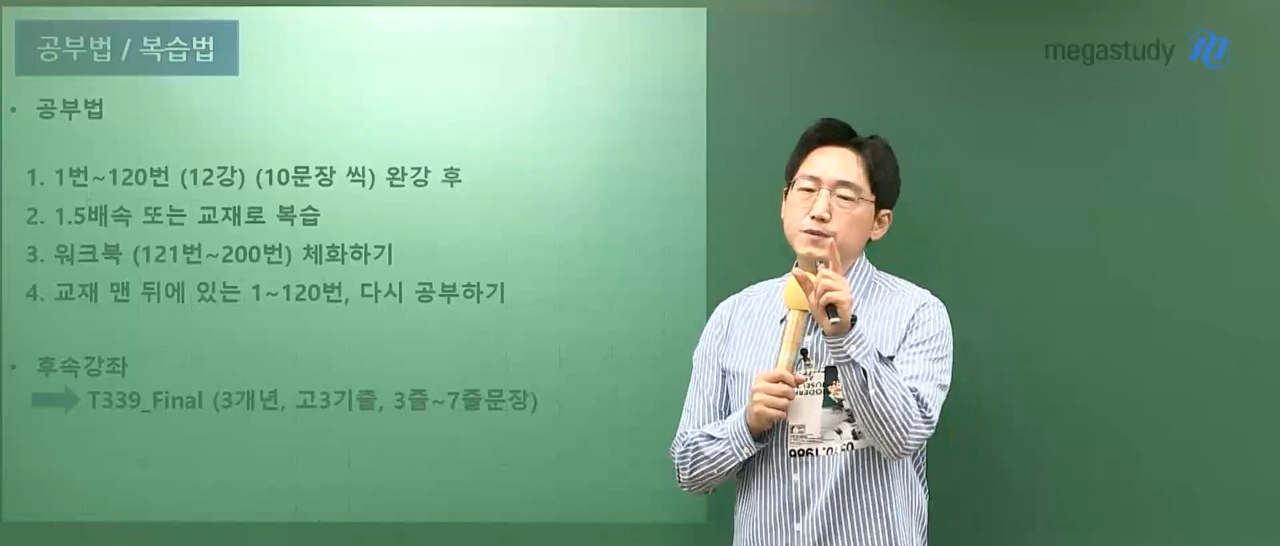 공부법 / 복습법
megastudy
• 공부법
1. 1번~120번 (12강) (10문장 씩) 완강 후
2. 1.5배속 또는 교재로 복습
3. 워크북 (121번~200번) 체화하기
4. 교재 맨 뒤에 있는 1~120번, 다시 공부하기
• 후속강좌
T339_Final (3개년, 고3기출, 3줄~7줄문장)